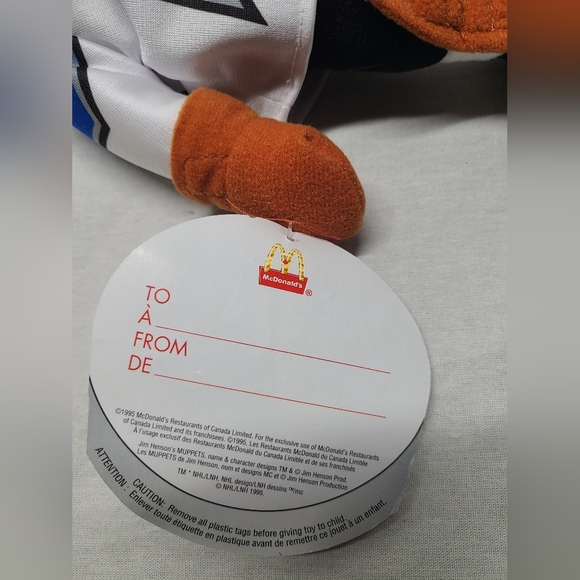 McDonald's ®
TO
À
FROM
DE
©1995 McDonald's Restaurants of Canada Limited. For the exclusive use of McDonald's Restaurants
of Canada Limited and its franchisees. ©1995, Les Restaurants McDonald du Canada Limitée
À l'usage exclusif des Restaurants McDonald du Canada Limitée et de ses franchisés
Jim Henson's MUPPETS, name & character designs TM & © Jim Henson Prod.
Les MUPPETS de Jim Henson, nom et designs MC et © Jim Henson Production
TM * NHL/LNH. NHL design/LNH dessins ™/mc
© NHL/LNH 1995
CAUTION: Remove all plastic tags before giving toy to child.
ATTENTION: Enlever toute étiquette en plastique avant de remettre ce jouet à un enfant.